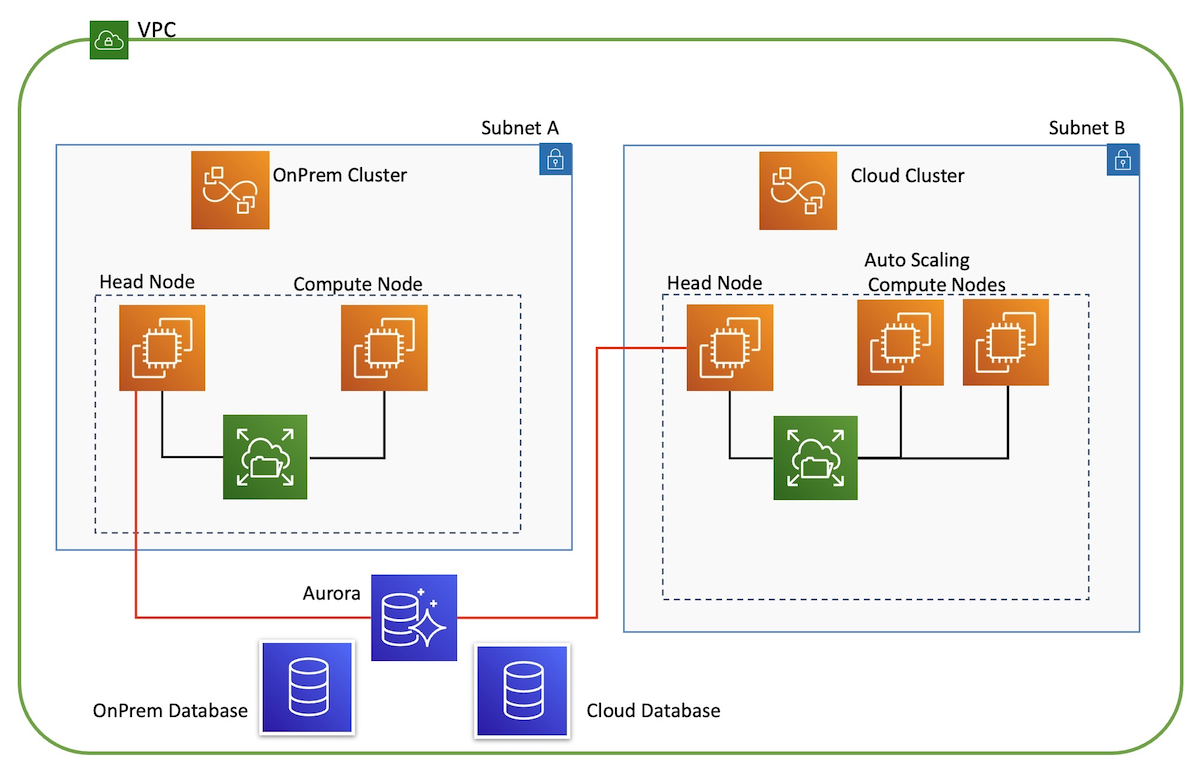 VPC
Subnet A
Subnet B
OnPrem Cluster
Cloud Cluster
Head Node
Compute Node
Head Node
Auto Scaling
Compute Nodes
Aurora
OnPrem Database
Cloud Database